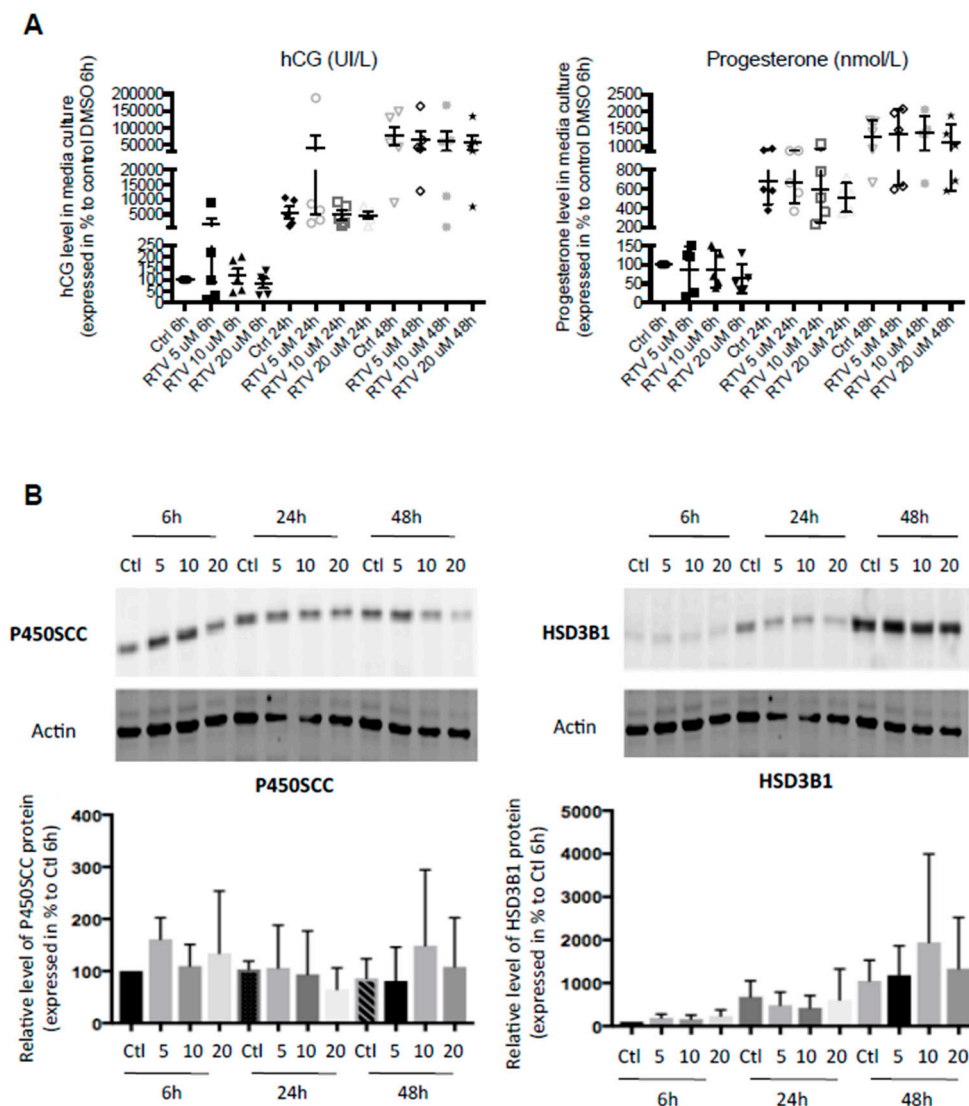 A
hCG (UI/L)
hCG level in media culture
(expressed in % to control DMSO 6h)
200000
150000
100000
50000
20000
15000
10000
5000
250
200
150
100
50
0
Ctrl 6h
RTV 5 uM 6h
RTV 10 uM 6h
RTV 20 uM 6h
Ctrl 24h
RTV 5 uM 24h
RTV 10 uM 24h
RTV 20 uM 24h
Ctrl 48h
RTV 5 uM 48h
RTV 10 uM 48h
RTV 20 uM 48h
Progesterone (nmol/L)
Progesterone level in media culture
(expressed in % to control DMSO 6h)
2500
2000
1500
1000
800
600
400
200
150
100
50
0
Ctrl 6h
RTV 5 uM 6h
RTV 10 uM 6h
RTV 20 uM 6h
Ctrl 24h
RTV 5 uM 24h
RTV 10 uM 24h
RTV 20 uM 24h
Ctrl 48h
RTV 5 uM 48h
RTV 10 uM 48h
RTV 20 uM 48h
B
6h 24h 48h
Ctl 5 10 20 Ctl 5 10 20 Ctl 5 10 20
P450SCC
Actin
P450SCC
Relative level of P450SCC protein
(expressed in % to Ctl 6h)
400
300
200
100
0
Ctl 5 10 20 Ctl 5 10 20 Ctl 5 10 20
6h 24h 48h
6h 24h 48h
Ctl 5 10 20 Ctl 5 10 20 Ctl 5 10 20
HSD3B1
Actin
HSD3B1
Relative level of HSD3B1 protein
(expressed in % to Ctl 6h)
5000
4000
3000
2000
1000
0
Ctl 5 10 20 Ctl 5 10 20 Ctl 5 10 20
6h 24h 48h